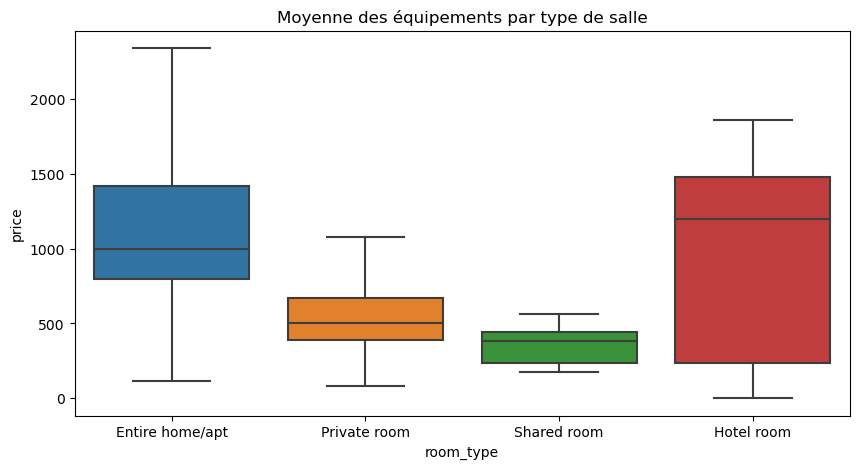 Moyenne des équipements par type de salle
price
2000
1500
1000
500
0
Entire home/apt
Private room
Shared room
Hotel room
room_type